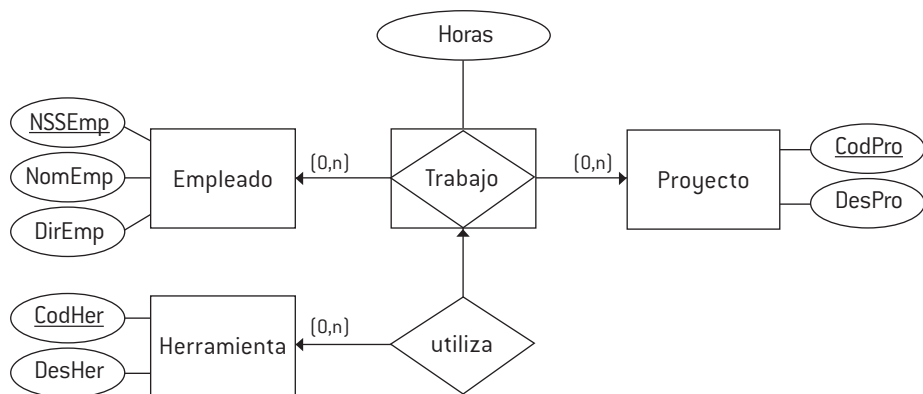 Horas
NSSEmp
NomEmp
DirEmp
Empleado
(0,n)
Trabajo
(0,n)
Proyecto
CodPro
DesPro
CodHer
DesHer
Herramienta
(0,n)
utiliza